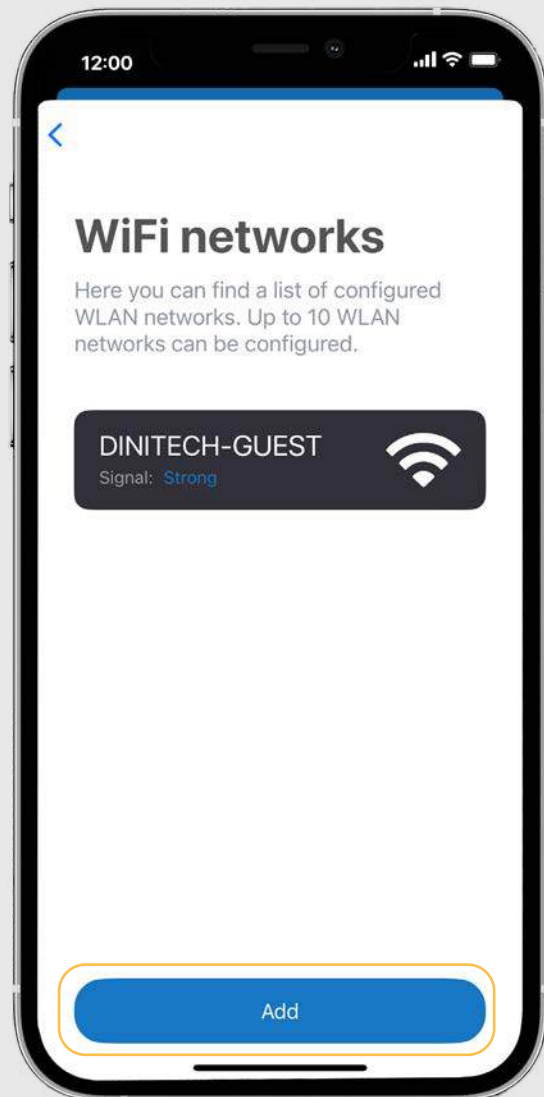 12:00
WiFi networks
Here you can find a list of configured
WLAN networks. Up to 10 WLAN
networks can be configured.
DINITECH-GUEST
Signal: Strong
Add